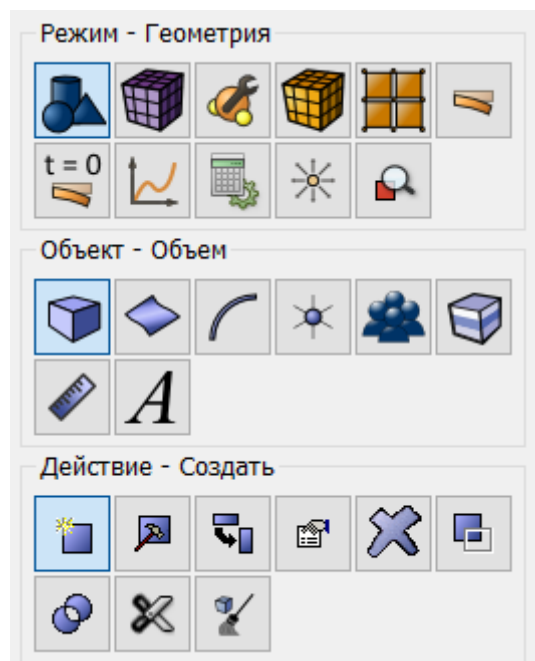 Режим - Геометрия
t = 0
Объект - Объем
A
Действие - Создать